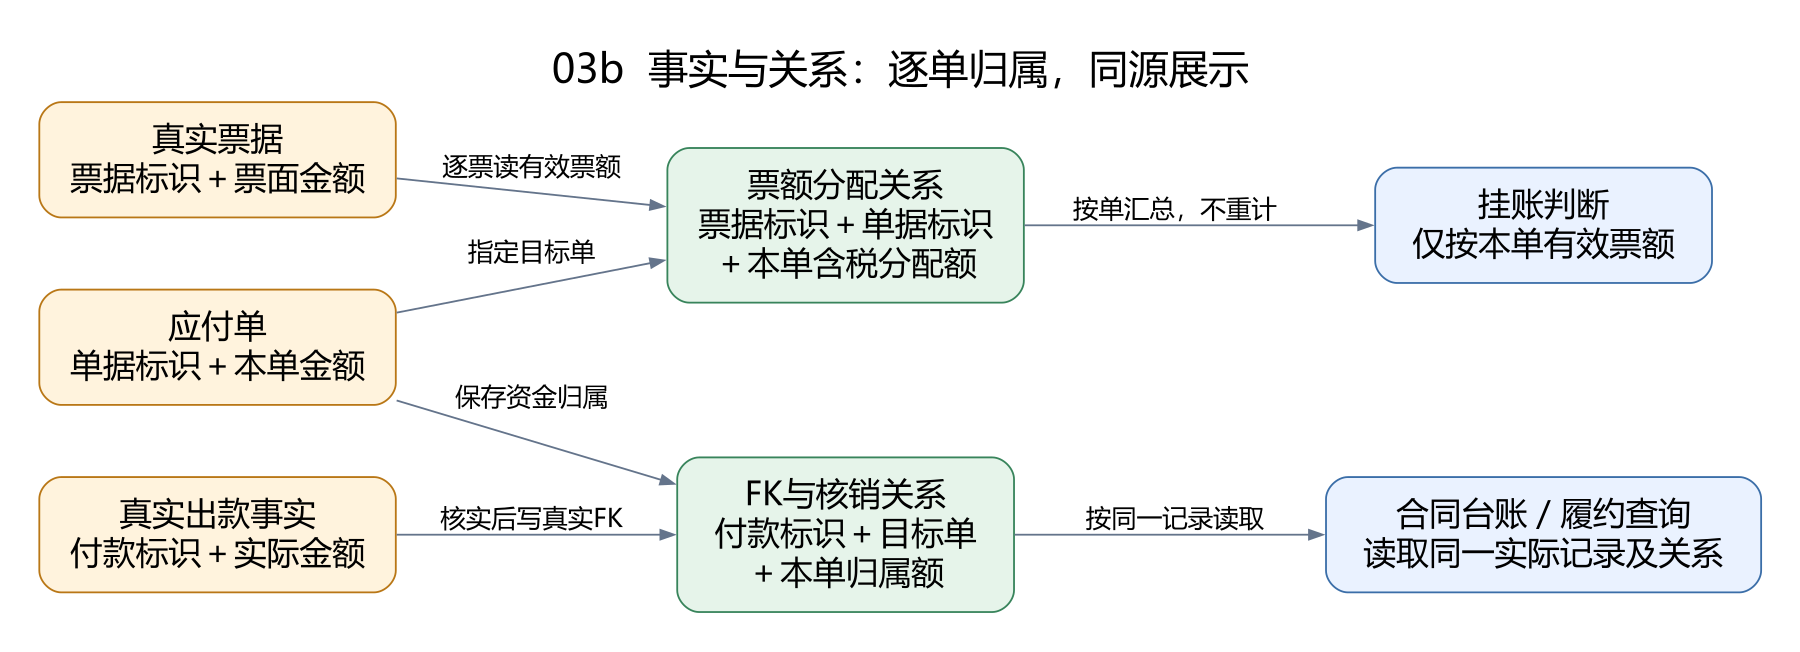 03b 事实与关系：逐单归属，同源展示
真实票据
票据标识 + 票面金额
逐票读有效票额
票额分配关系
票据标识 + 单据标识
+ 本单含税分配额
按单汇总，不重计
挂账判断
仅按本单有效票额
指定目标单
应付单
单据标识 + 本单金额
保存资金归属
真实出款事实
付款标识 + 实际金额
核实后写真实FK
FK与核销关系
付款标识 + 目标单
+ 本单归属额
按同一记录读取
合同台账 / 履约查询
读取同一实际记录及关系